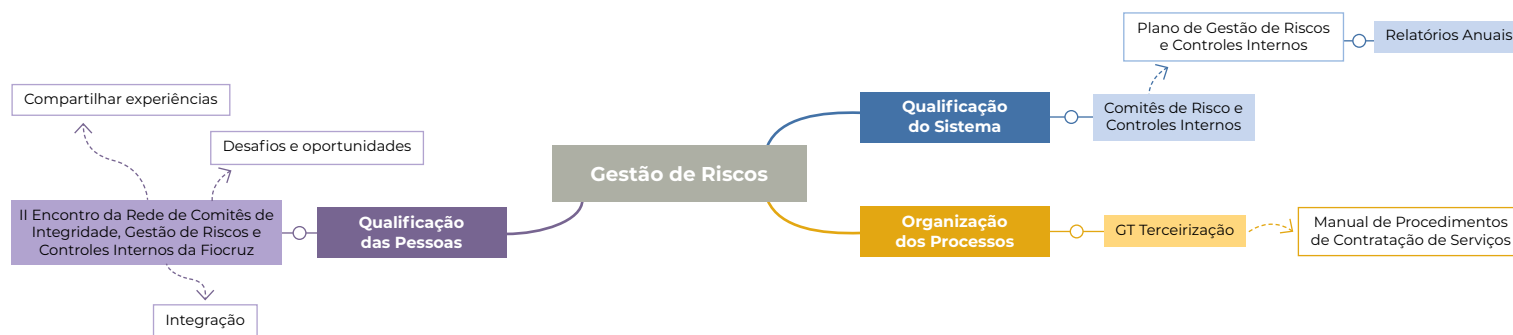 Plano de Gestão de Riscos
e Controles Internos
Relatórios Anuais
Compartilhar experiências
Qualificação
do Sistema
Comitês de Risco e
Controles Internos
Desafios e oportunidades
Gestão de Riscos
II Encontro da Rede de Comitês de
Integridade, Gestão de Riscos e
Controles Internos da Fiocruz
Qualificação
das Pessoas
Organização
dos Processos
GT Terceirização
Manual de Procedimentos
de Contratação de Serviços
Integração